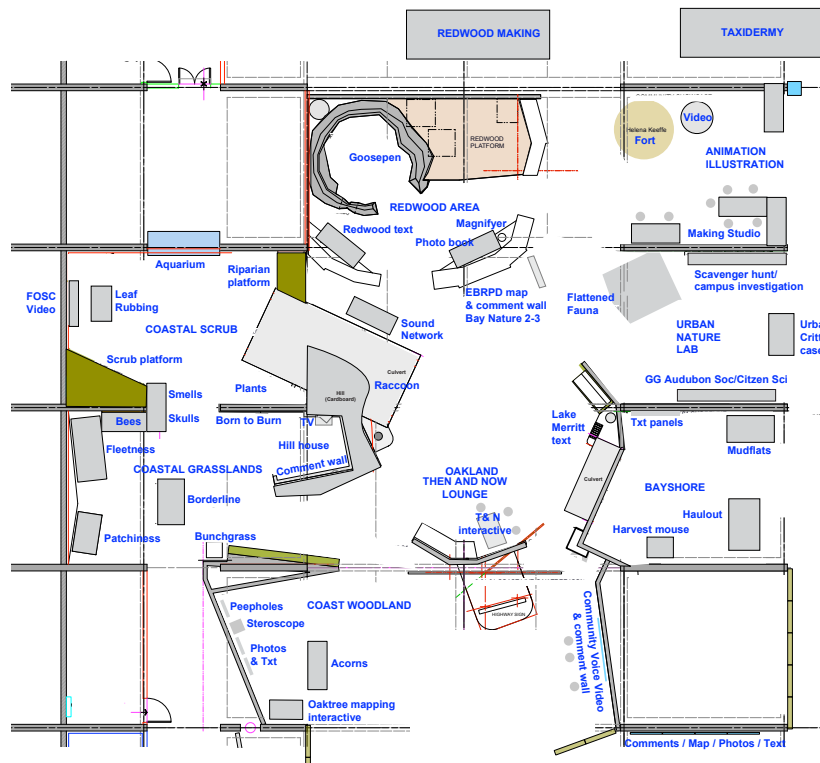 REDWOOD MAKING
TAXIDERMY
Helena Keeffe
Fort
Video
REDWOOD
PLATFORM
Goosepen
ANIMATION
ILLUSTRATION
REDWOOD AREA
Redwood text
Magnifyer
Photo book
Making Studio
Aquarium
Riparian
platform
EBRPD map
& comment wall
Bay Nature 2-3
Scavenger hunt/
campus investigation
Flattened
Fauna
FOSC
Video
Leaf
Rubbing
COASTAL SCRUB
Sound
Network
URBAN
NATURE
LAB
Urba
Critt
case
Scrub platform
Plants
Culvert
Raccoon
Hill
(Cardboard)
GG Audubon Soc/Citzen Sci
Smells
Skulls
Bees
Born to Burn
TV
Lake
Merritt
text
Txt panels
Fleetness
Hill house
Comment wall
Mudflats
COASTAL GRASSLANDS
OAKLAND
THEN AND NOW
LOUNGE
Culvert
BAYSHORE
Borderline
T& N
interactive
Haulout
Harvest mouse
Patchiness
Bunchgrass
COAST WOODLAND
Peepholes
Steroscope
HIGHWAY SIGN
Community Voice Video
& comment wall
Photos
& Txt
Acorns
Oaktree mapping
interactive
Comments / Map / Photos / Text